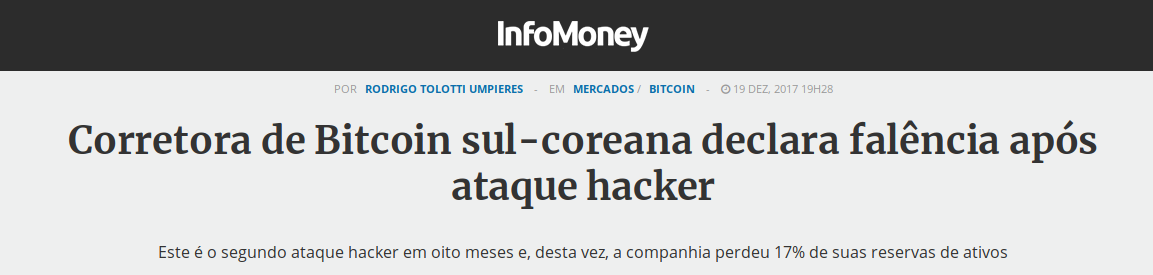 InfoMoney
POR RODRIGO TOLOTTI UMPIERES - EM MERCADOS / BITCOIN - 19 DEZ, 2017 19H28
Corretora de Bitcoin sul-coreana declara falência após
ataque hacker
Este é o segundo ataque hacker em oito meses e, desta vez, a companhia perdeu 17% de suas reservas de ativos